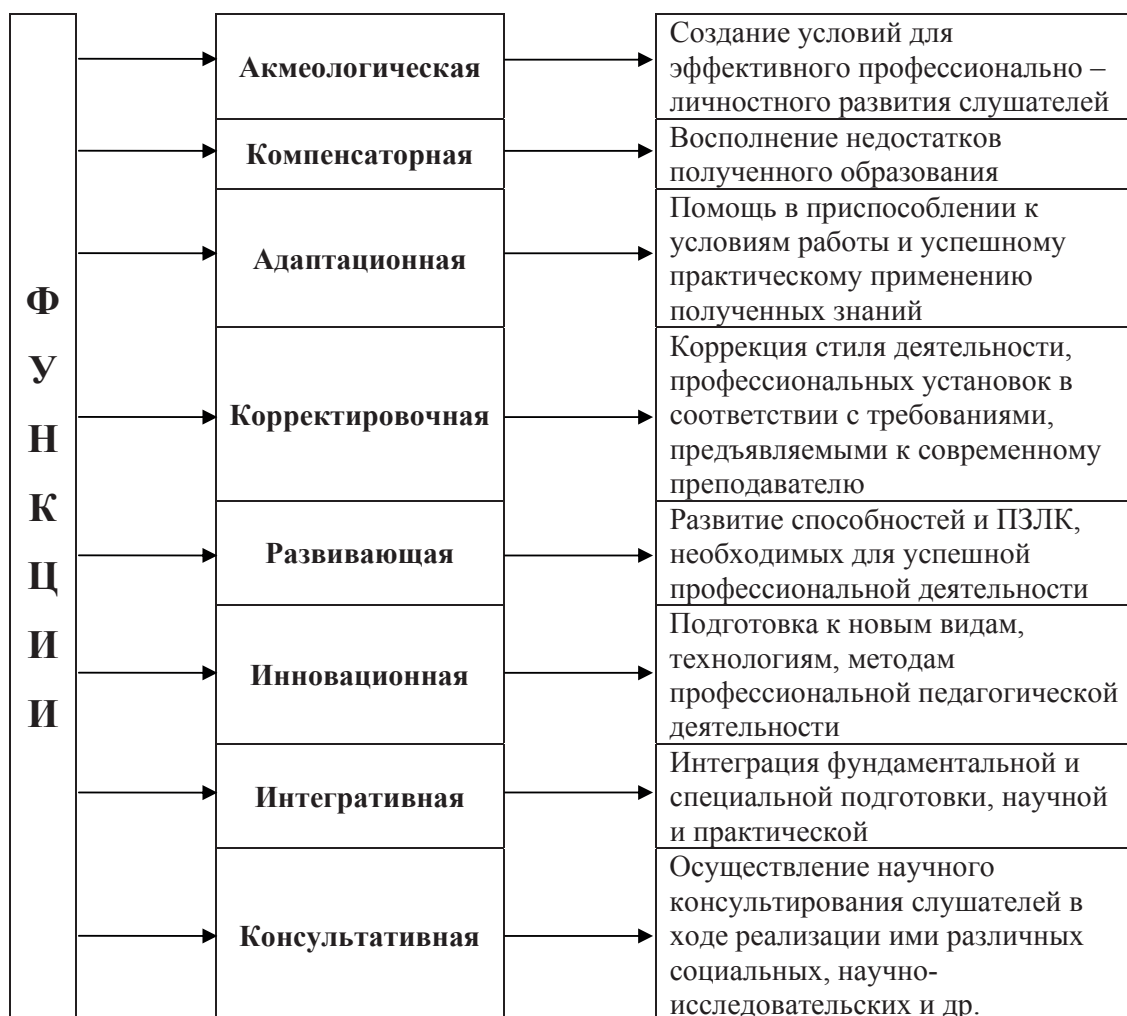 ФУНКЦИИ
Акмеологическая
Создание условий для
эффективного профессионально –
личностного развития слушателей
Компенсаторная
Восполнение недостатков
полученного образования
Адаптационная
Помощь в приспособлении к
условиям работы и успешному
практическому применению
полученных знаний
Корректировочная
Коррекция стиля деятельности,
профессиональных установок в
соответствии с требованиями,
предъявляемыми к современному
преподавателю
Развивающая
Развитие способностей и ПЗЛК,
необходимых для успешной
профессиональной деятельности
Инновационная
Подготовка к новым видам,
технологиям, методам
профессиональной педагогической
деятельности
Интегративная
Интеграция фундаментальной и
специальной подготовки, научной
и практической
Консультативная
Осуществление научного
консультирования слушателей в
ходе реализации ими различных
социальных, научно-
исследовательских и др.